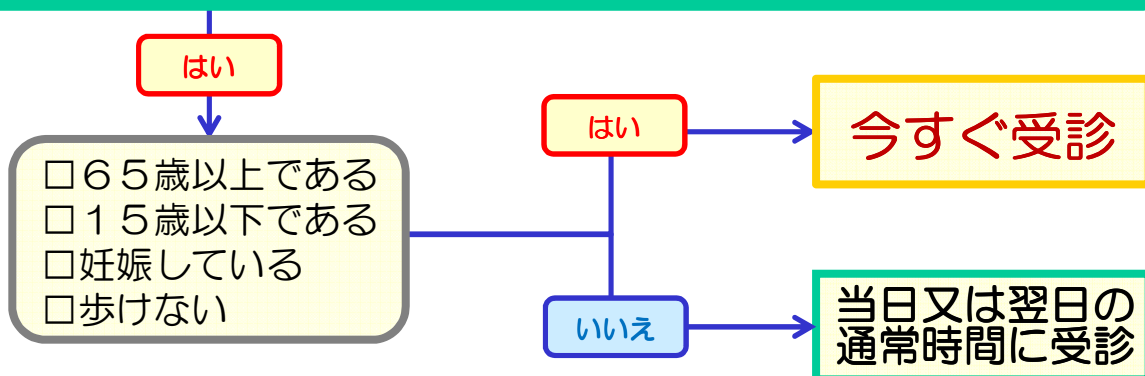 はい
□６５歳以上である
□１５歳以下である
□妊娠している
□歩けない
はい
今すぐ受診
いいえ
当日又は翌日の
通常時間に受診